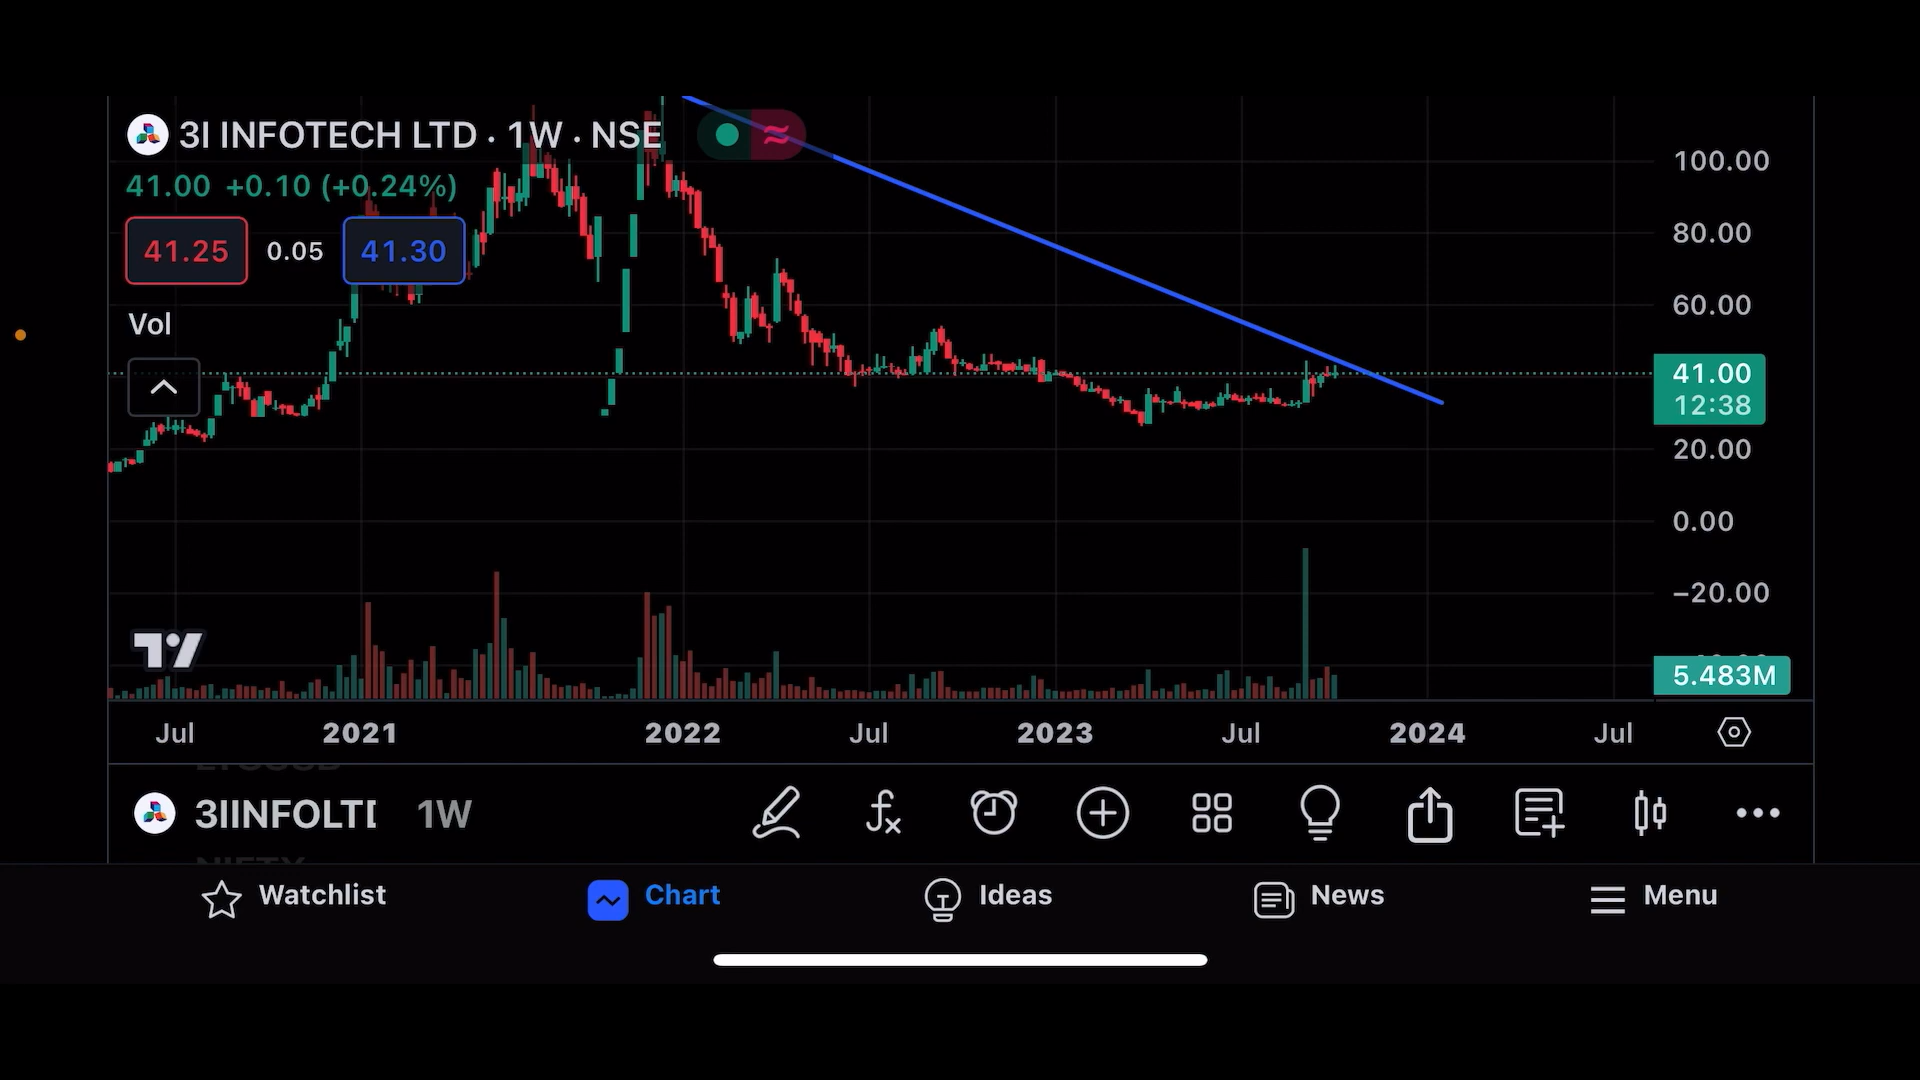 3I INFOTECH LTD · 1W · NSE
41.00 +0.10 (+0.24%)
41.25 0.05 41.30
Vol
100.00
80.00
60.00
41.00
12:38
20.00
0.00
−20.00
5.483M
Jul 2021 2022 Jul 2023 Jul 2024 Jul
3IINFOLTI 1W
Watchlist Chart Ideas News Menu